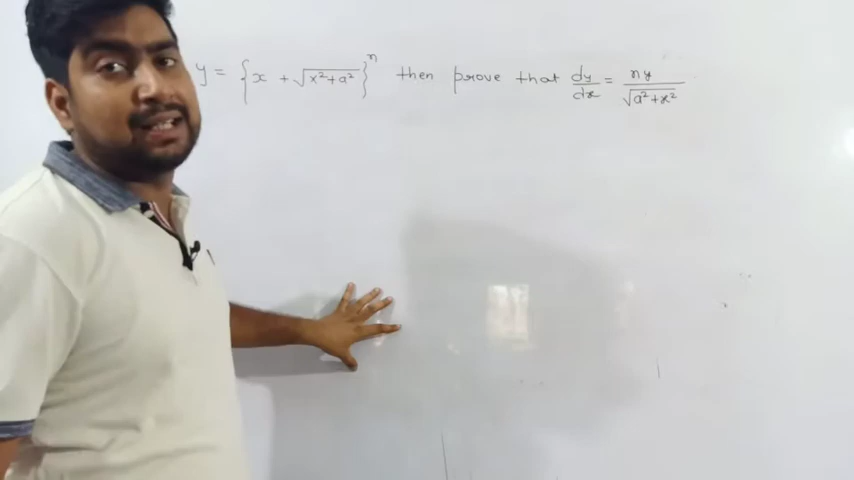 y = {x + √(x²+a²)}ⁿ then prove that dy/dx = ny/√(a²+x²)